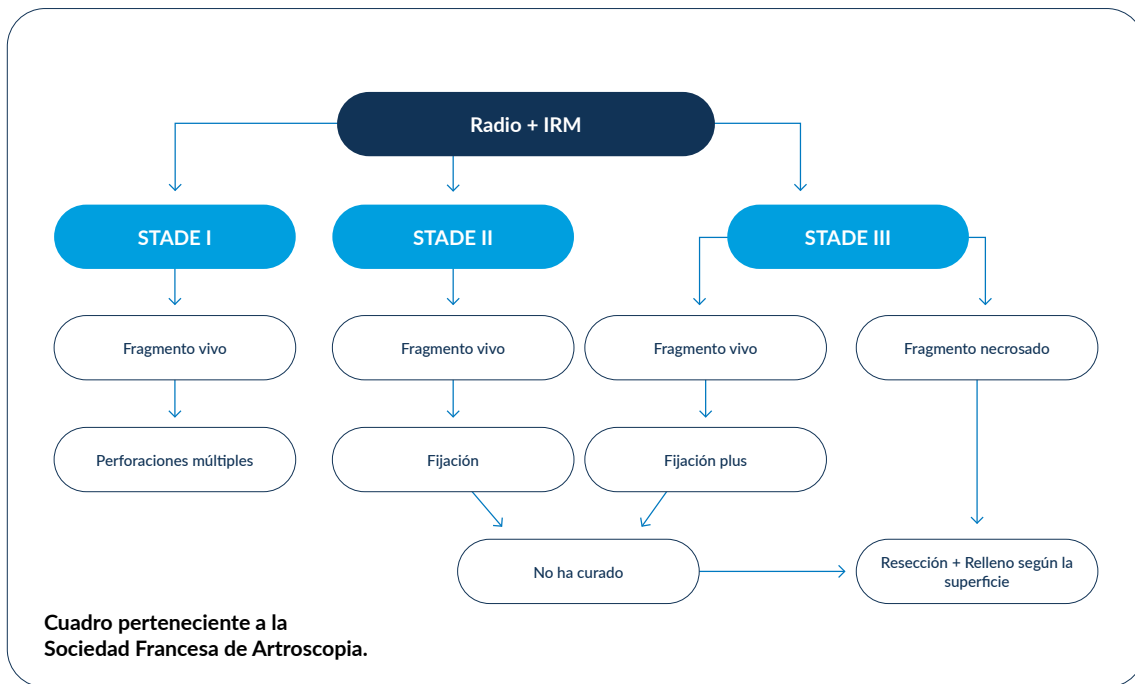 Radio + IRM
STADE I
STADE II
STADE III
Fragmento vivo
Fragmento vivo
Fragmento vivo
Fragmento necrosado
Perforaciones múltiples
Fijación
Fijación plus
No ha curado
Resección + Relleno según la
superficie
Cuadro perteneciente a la
Sociedad Francesa de Artroscopia.